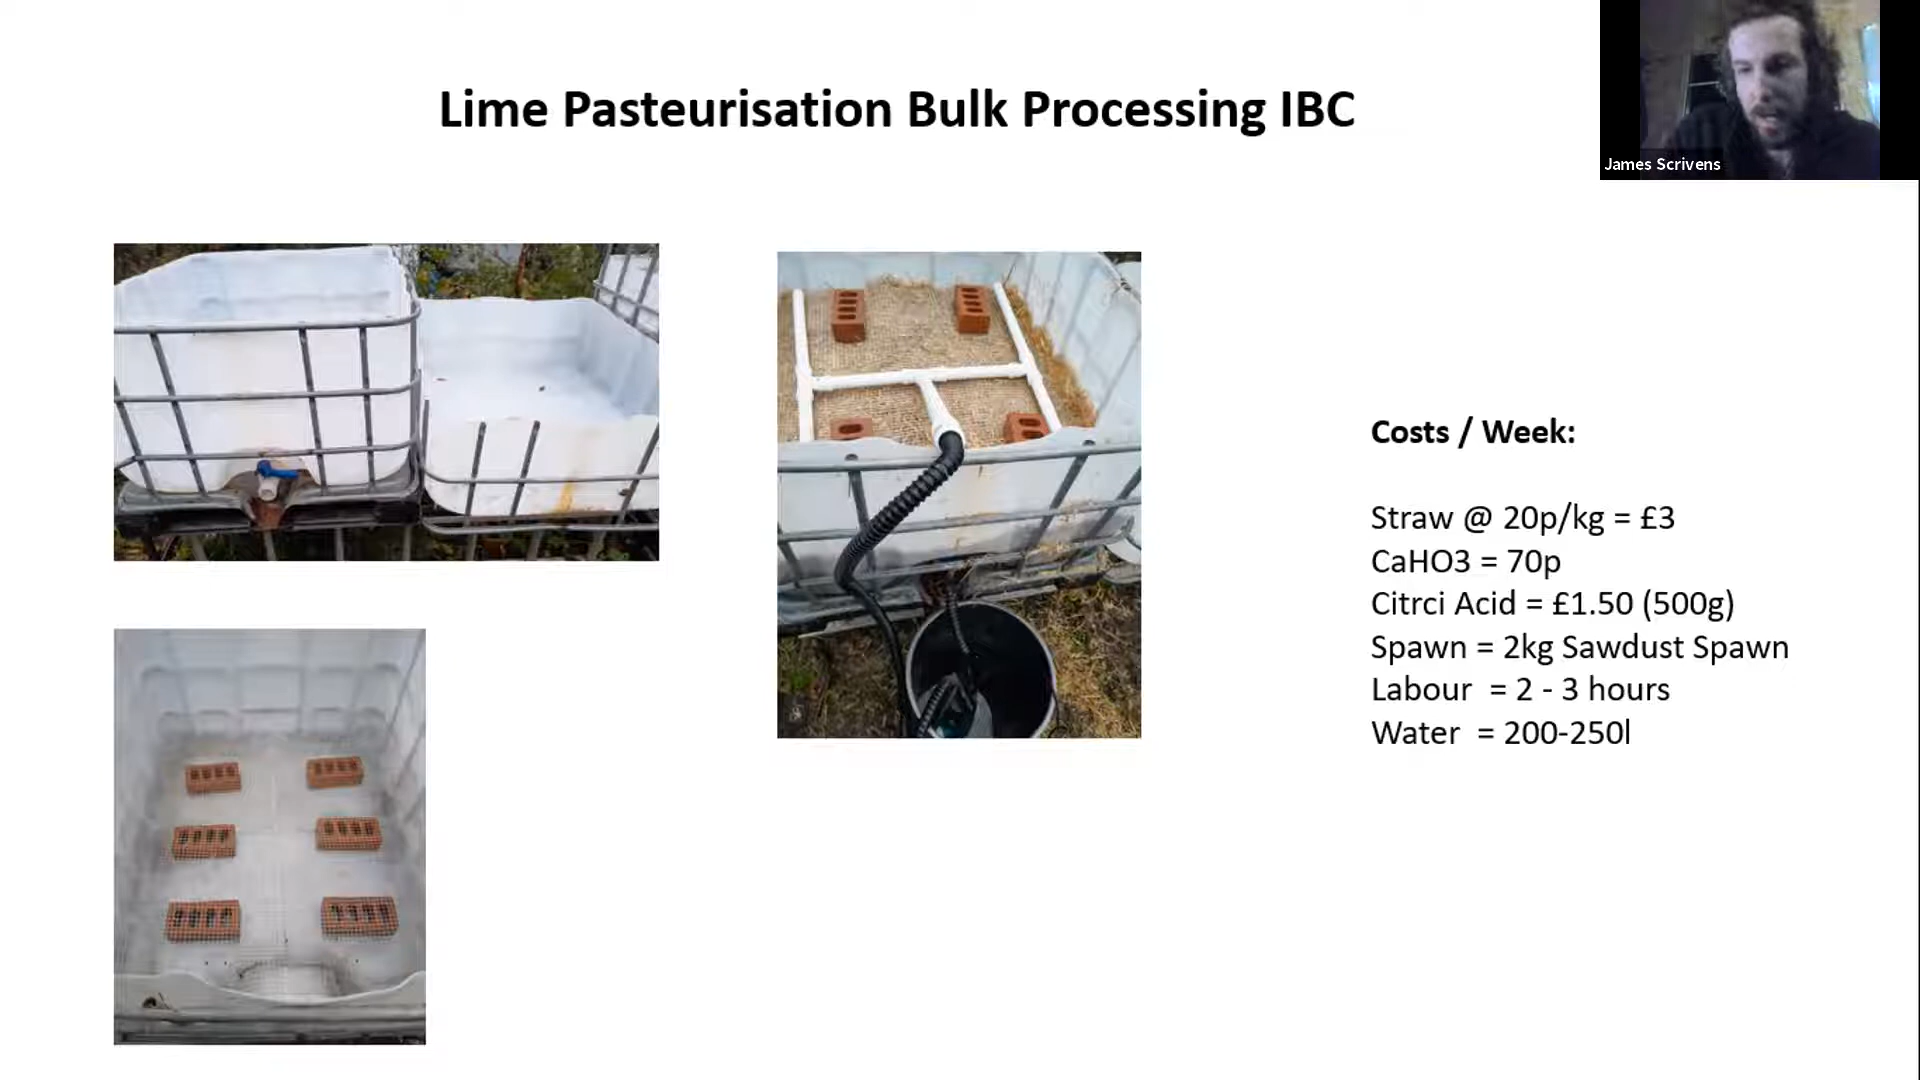 Lime Pasteurisation Bulk Processing IBC
James Scrivens
Costs / Week:
Straw @ 20p/kg = £3
CaHO3 = 70p
Citrci Acid = £1.50 (500g)
Spawn = 2kg Sawdust Spawn
Labour = 2 - 3 hours
Water = 200-250l